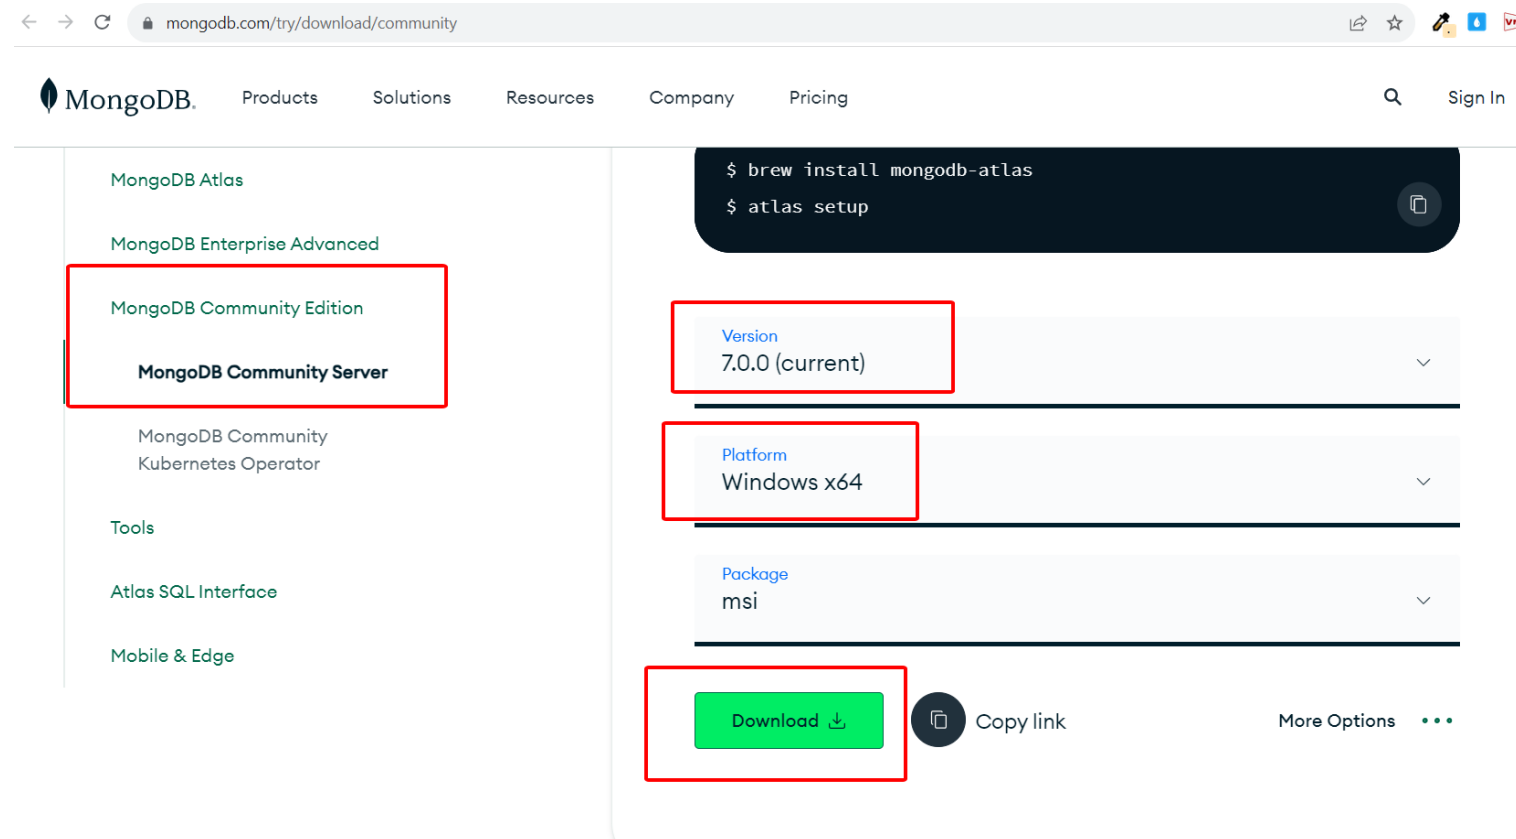 mongodb.com/try/download/community
MongoDB.
Products
Solutions
Resources
Company
Pricing
Sign In
MongoDB Atlas
MongoDB Enterprise Advanced
MongoDB Community Edition
MongoDB Community Server
MongoDB Community
Kubernetes Operator
Tools
Atlas SQL Interface
Mobile & Edge
$ brew install mongodb-atlas
$ atlas setup
Version
7.0.0 (current)
Platform
Windows x64
Package
msi
Download
Copy link
More Options